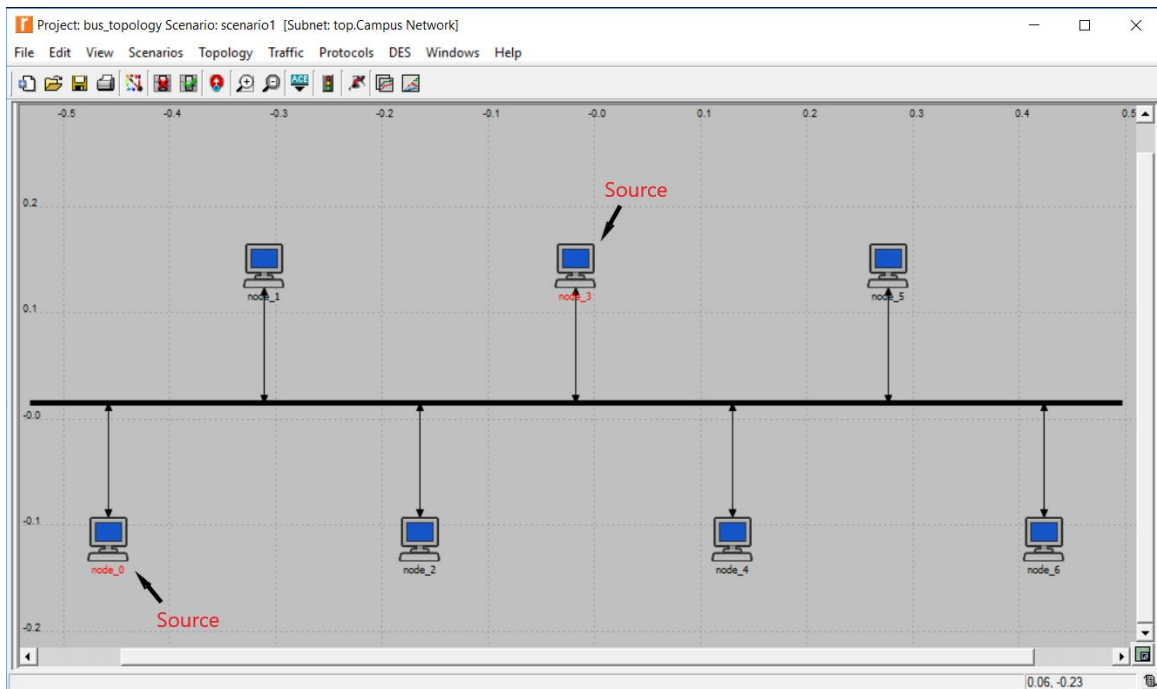 Project: bus_topology Scenario: scenario1 [Subnet: top.Campus Network]
File Edit View Scenarios Topology Traffic Protocols DES Windows Help
ACE
-0.5 -0.4 -0.3 -0.2 -0.1 -0.0 0.1 0.2 0.3 0.4 0.5
Source
0.2
node_1 node_3 node_5
0.1
-0.0
-0.1
node_0 node_2 node_4 node_6
Source
-0.2
0.06, -0.23